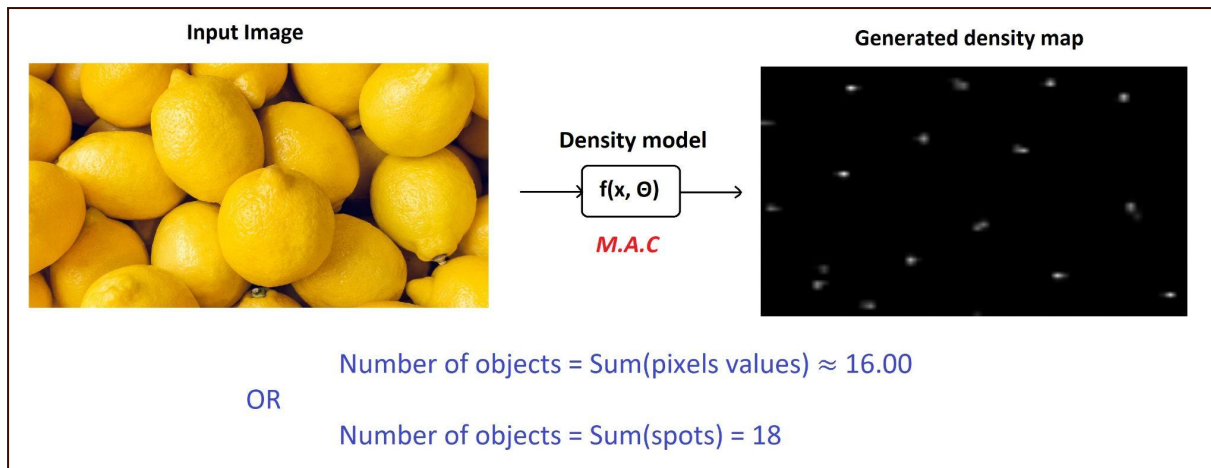 Input Image
Generated density map
Density model
f(x, Θ)
M.A.C
Number of objects = Sum(pixels values) ≈ 16.00
OR
Number of objects = Sum(spots) = 18